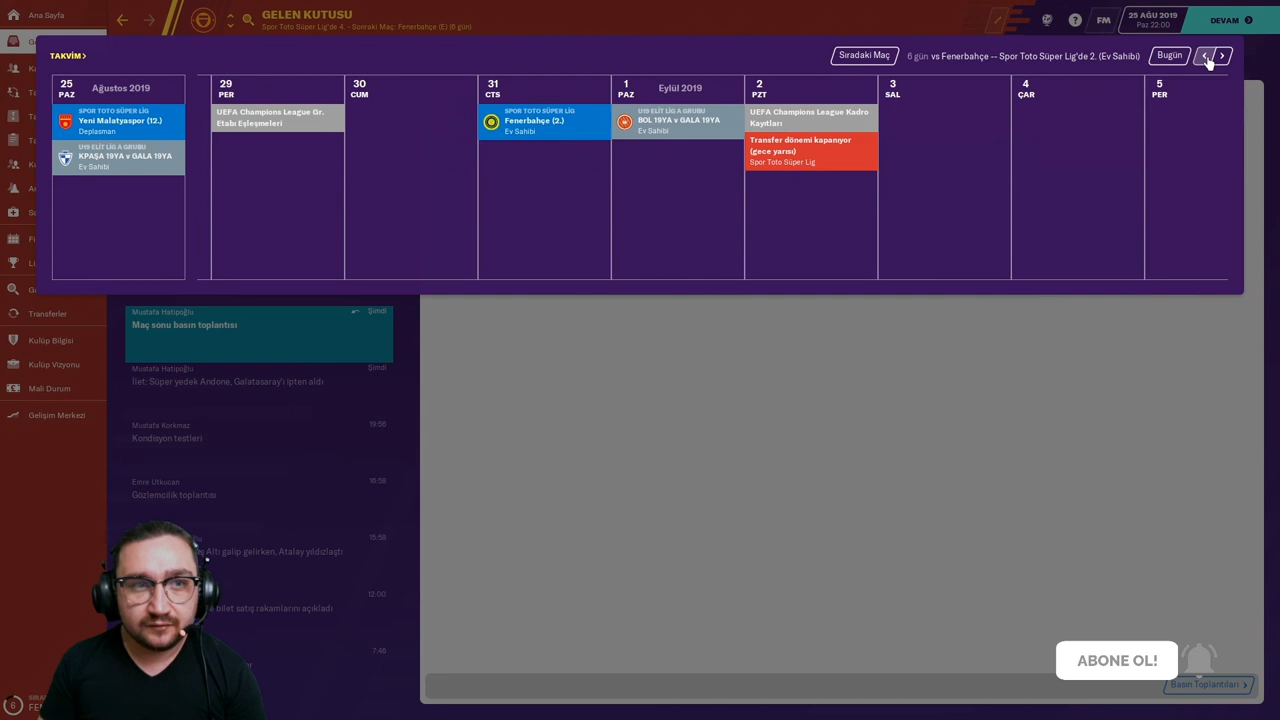 Ana Sayfa
GELEN KUTUSU
Spor Toto Süper Lig'de 4. - Sonraki Maç: Fenerbahçe (E) (6 gün)
FM
25 AĞU 2019
Paz 22:00
DEVAM
TAKVİM
Sıradaki Maç
6 gün vs Fenerbahçe -- Spor Toto Süper Lig'de 2. (Ev Sahibi)
Bugün
25
PAZ
Ağustos 2019
29
PER
30
CUM
31
CTS
1
PAZ
Eylül 2019
2
PZT
3
SAL
4
ÇAR
5
PER
SPOR TOTO SÜPER LİG
Yeni Malatyaspor (12.)
Deplasman
U19 ELİT LİG A GRUBU
KPAŞA 19YA v GALA 19YA
Ev Sahibi
UEFA Champions League Gr.
Etabı Eşleşmeleri
SPOR TOTO SÜPER LİG
Fenerbahçe (2.)
Ev Sahibi
U19 ELİT LİG A GRUBU
BOL 19YA v GALA 19YA
Ev Sahibi
UEFA Champions League Kadro
Kayıtları
Transfer dönemi kapanıyor
(gece yarısı)
Spor Toto Süper Lig
Transferler
Kulüp Bilgisi
Kulüp Vizyonu
Mali Durum
Gelişim Merkezi
Mustafa Hatipoğlu
Şimdi
Maç sonu basın toplantısı
Mustafa Hatipoğlu
Şimdi
İlet: Süper yedek Andone, Galatasaray'ı ipten aldı
Mustafa Korkmaz
19:56
Kondisyon testleri
Emre Utkucan
16:58
Gözlemcilik toplantısı
15:58
Altı galip gelirken, Atalay yıldızlaştı
12:00
bilet satış rakamlarını açıkladı
7:46
ABONE OL!
Basın Toplantıları
6